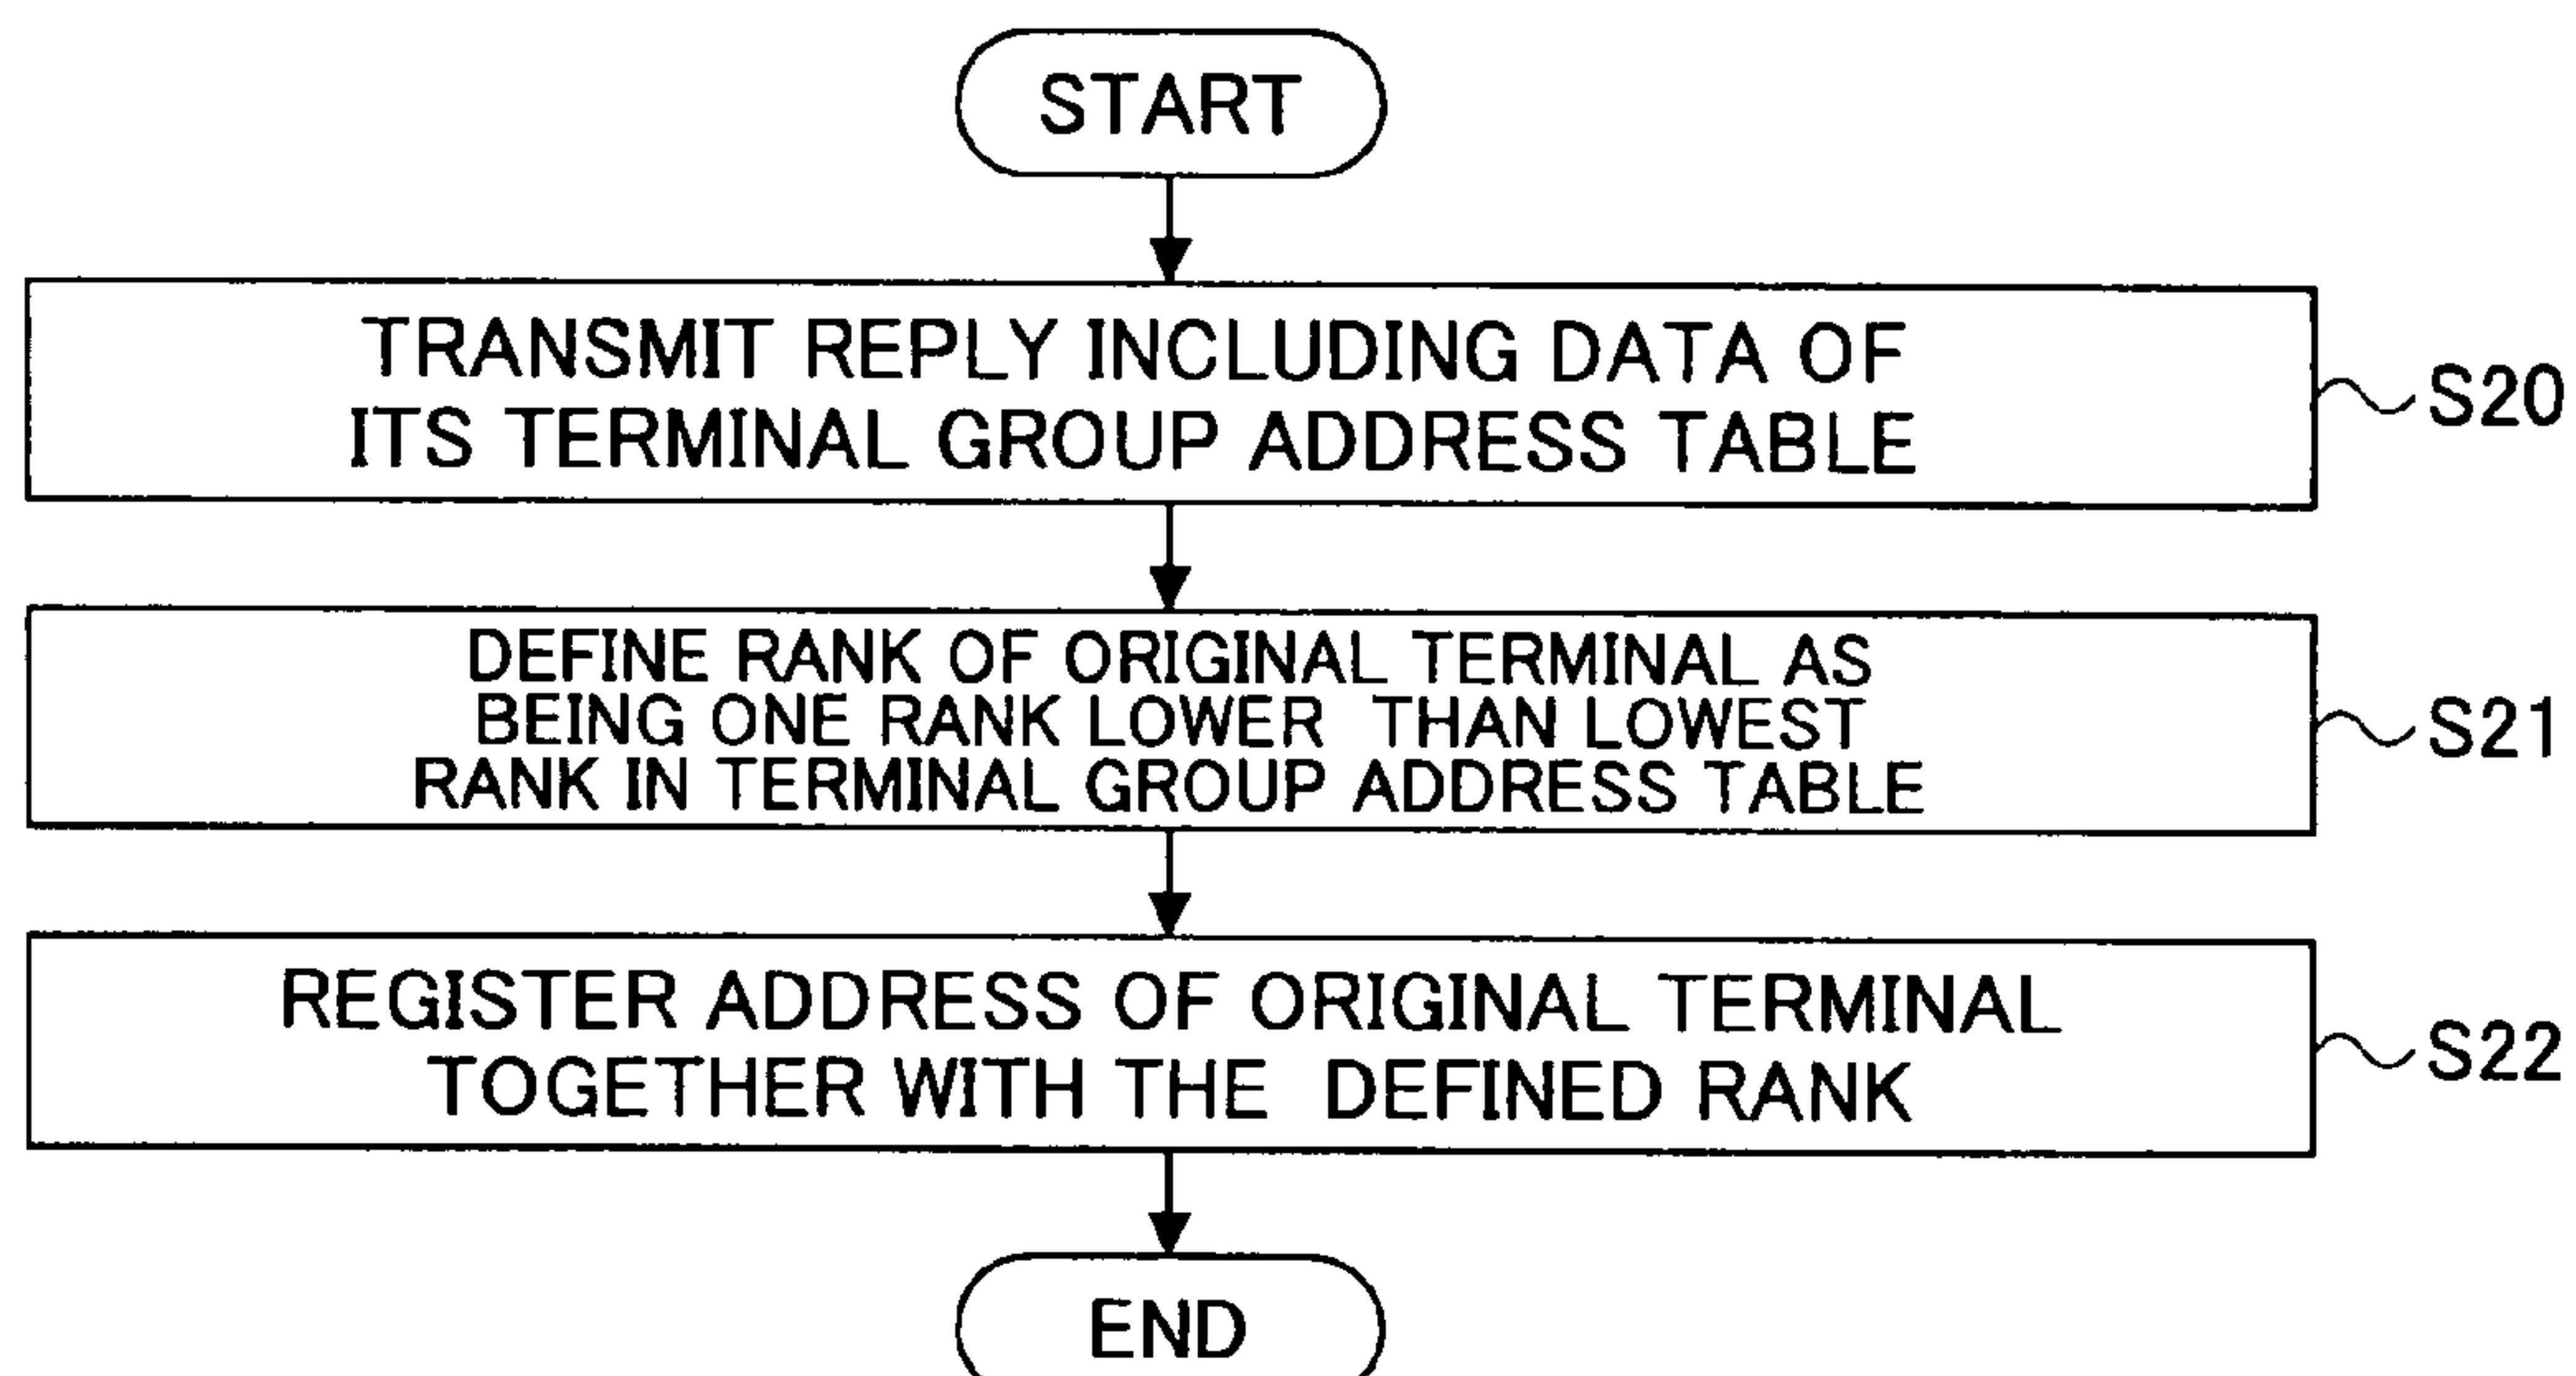 START
TRANSMIT REPLY INCLUDING DATA OF
ITS TERMINAL GROUP ADDRESS TABLE
S20
DEFINE RANK OF ORIGINAL TERMINAL AS
BEING ONE RANK LOWER THAN LOWEST
RANK IN TERMINAL GROUP ADDRESS TABLE
S21
REGISTER ADDRESS OF ORIGINAL TERMINAL
TOGETHER WITH THE DEFINED RANK
S22
END